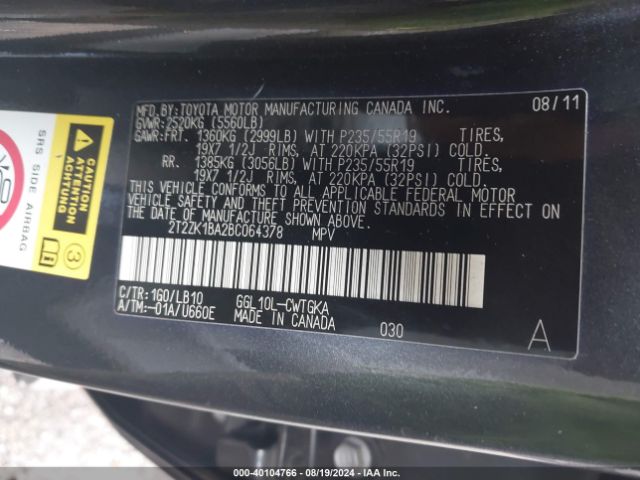 MFD.BY:TOYOTA MOTOR MANUFACTURING CANADA INC. 08/11
GVWR:2520KG (5560LB)
GAWR:FRT. 1360KG (2999LB) WITH P235/55R19 TIRES,
19X7 1/2J RIMS, AT 220KPA (32PSI) COLD.
RR. 1385KG (3056LB) WITH P235/55R19 TIRES,
19X7 1/2J RIMS, AT 220KPA (32PSI) COLD.
THIS VEHICLE CONFORMS TO ALL APPLICABLE FEDERAL MOTOR
VEHICLE SAFETY AND THEFT PREVENTION STANDARDS IN EFFECT ON
THE DATE OF MANUFACTURE SHOWN ABOVE.
2T2ZK1BA2BC064378 MPV
C/TR:1G0/LB10 GGL10L-CWTGKA
A/TM:-01A/U660E MADE IN CANADA 030 A
SRS SIDE AIRBAG
ATTENTION
ACHTUNG
3
000-40104766 - 08/19/2024 - IAA Inc.